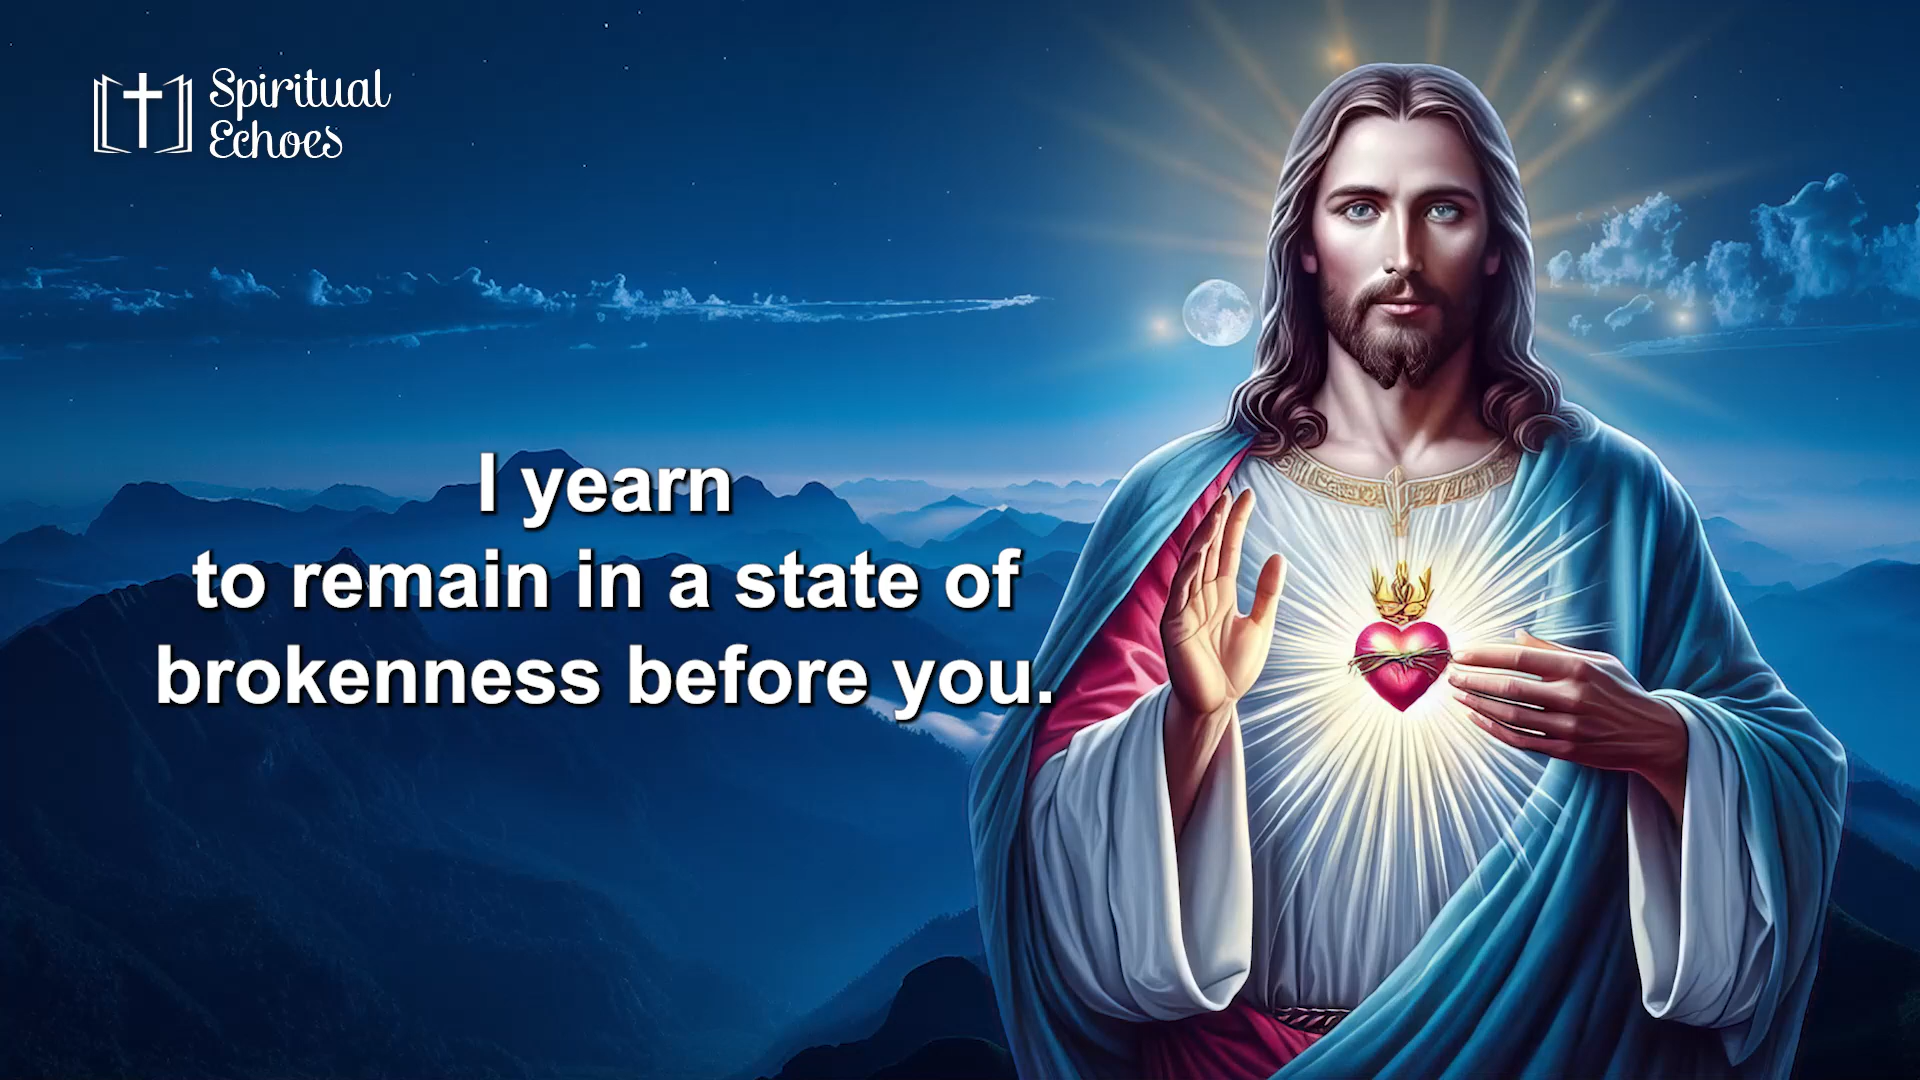 Spiritual
Echoes
I yearn
to remain in a state of
brokenness before you.